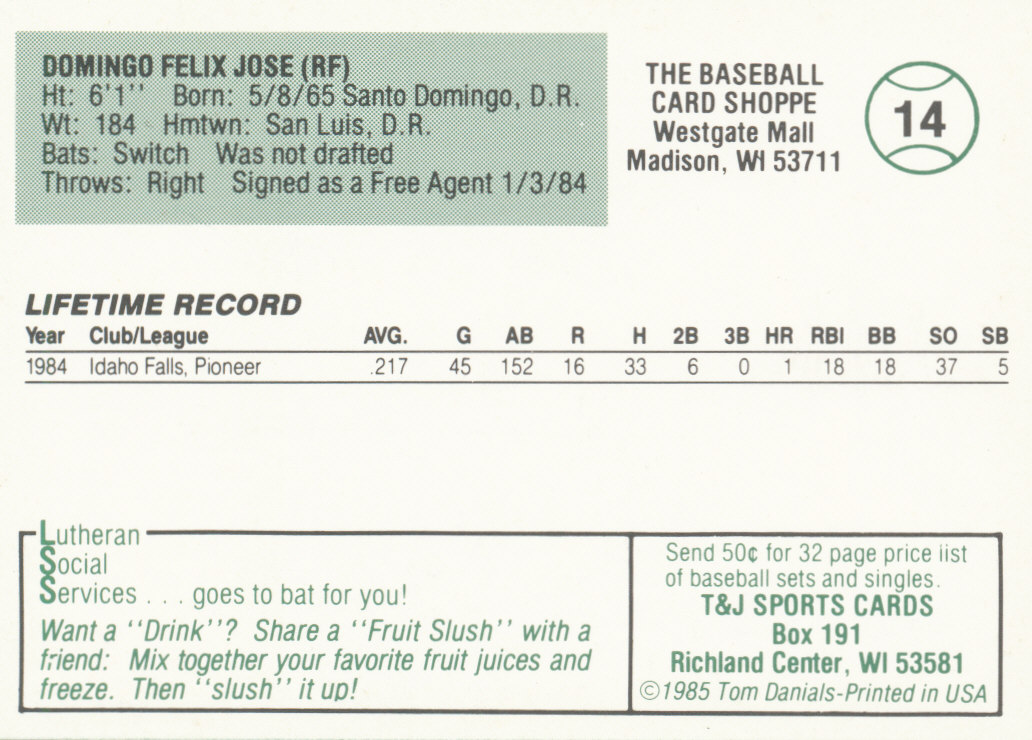 DOMINGO FELIX JOSE (RF)
Ht: 6'1'' Born: 5/8/65 Santo Domingo, D.R.
Wt: 184 Hmtwn: San Luis, D.R.
Bats: Switch Was not drafted
Throws: Right Signed as a Free Agent 1/3/84
THE BASEBALL
CARD SHOPPE
Westgate Mall
Madison, WI 53711
14
LIFETIME RECORD
Year Club/League AVG. G AB R H 2B 3B HR RBI BB SO SB
1984 Idaho Falls, Pioneer .217 45 152 16 33 6 0 1 18 18 37 5
Lutheran
Social
Services . . . goes to bat for you!
Want a ''Drink''? Share a ''Fruit Slush'' with a
friend: Mix together your favorite fruit juices and
freeze. Then ''slush'' it up!
Send 50¢ for 32 page price list
of baseball sets and singles.
T&J SPORTS CARDS
Box 191
Richland Center, WI 53581
©1985 Tom Danials-Printed in USA